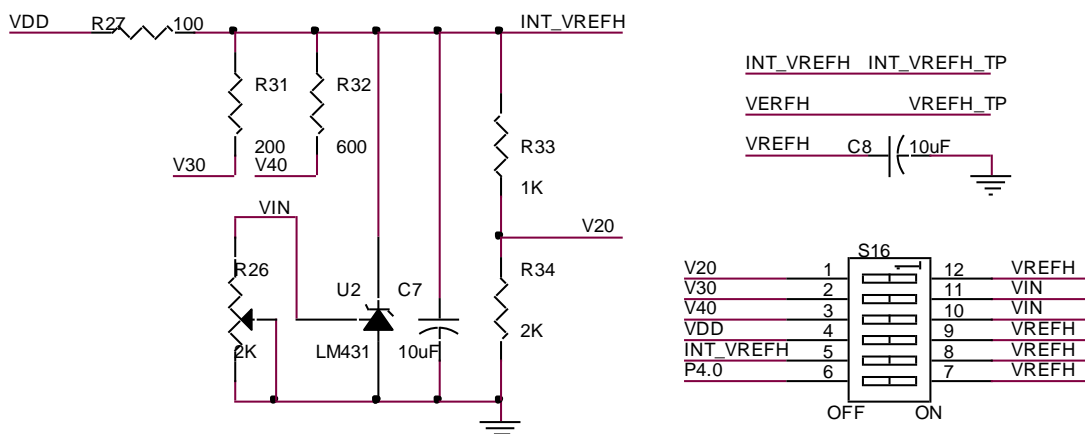 VDD R27 100 INT_VREFH
R31 R32
200 600
V30 V40
R33
1K
V20
VIN
R26
2K
U2 C7
LM431 10uF
R34
2K
INT_VREFH INT_VREFH_TP
VERFH VREFH_TP
VREFH C8 10uF
S16
V20 1 12 VREFH
V30 2 11 VIN
V40 3 10 VIN
VDD 4 9 VREFH
INT_VREFH 5 8 VREFH
P4.0 6 7 VREFH
OFF ON